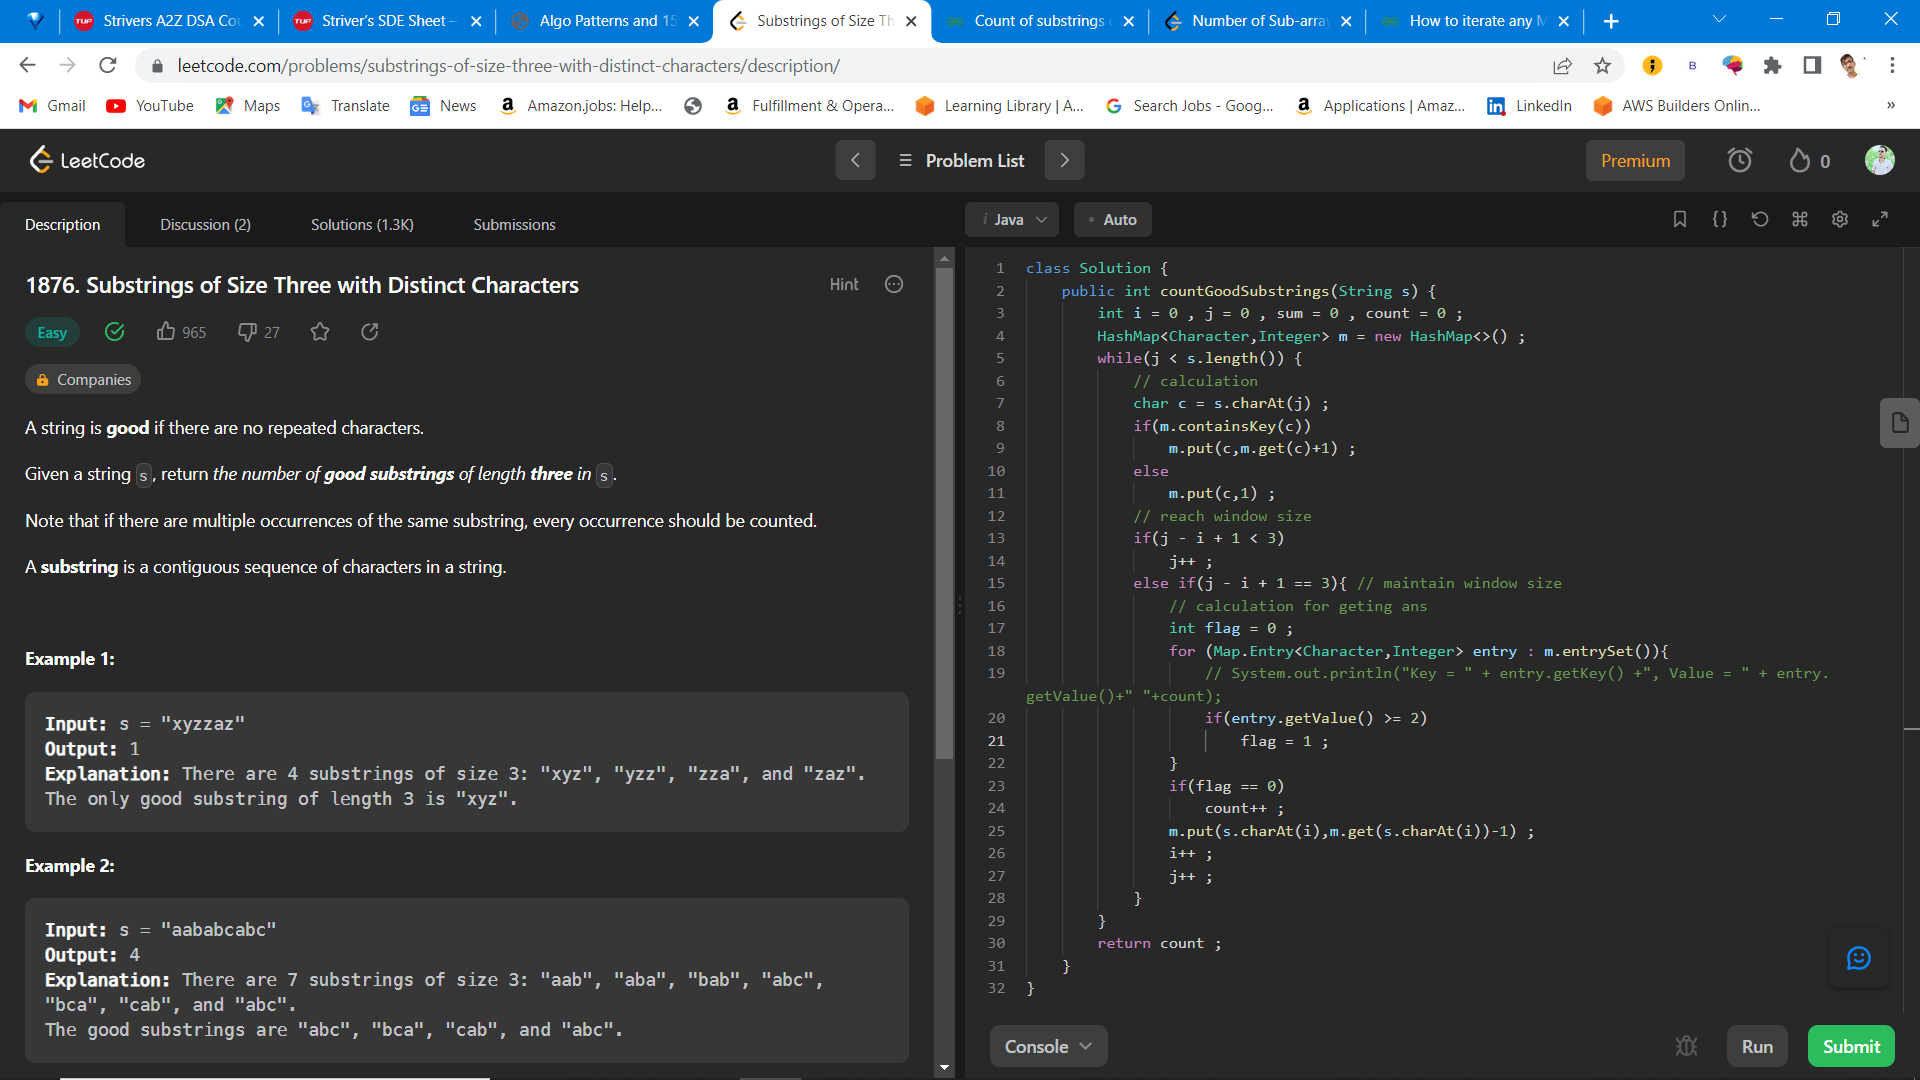 Strivers A2Z DSA Cou
Striver's SDE Sheet –
Algo Patterns and 15
Substrings of Size Th
Count of substrings
Number of Sub-array
How to iterate any M
leetcode.com/problems/substrings-of-size-three-with-distinct-characters/description/
Gmail YouTube Maps Translate News Amazon.jobs: Help... Fulfillment & Opera... Learning Library | A... Search Jobs - Goog... Applications | Amaz... LinkedIn AWS Builders Onlin... »
LeetCode
Problem List
Premium
0
Description Discussion (2) Solutions (1.3K) Submissions
1876. Substrings of Size Three with Distinct Characters
Hint
Easy 965 27
Companies
A string is good if there are no repeated characters.
Given a string s, return the number of good substrings of length three in s.
Note that if there are multiple occurrences of the same substring, every occurrence should be counted.
A substring is a contiguous sequence of characters in a string.
Example 1:
Input: s = "xyzzaz"
Output: 1
Explanation: There are 4 substrings of size 3: "xyz", "yzz", "zza", and "zaz".
The only good substring of length 3 is "xyz".
Example 2:
Input: s = "aababcabc"
Output: 4
Explanation: There are 7 substrings of size 3: "aab", "aba", "bab", "abc",
"bca", "cab", and "abc".
The good substrings are "abc", "bca", "cab", and "abc".
i Java • Auto
1 class Solution {
2 public int countGoodSubstrings(String s) {
3 int i = 0 , j = 0 , sum = 0 , count = 0 ;
4 HashMap<Character,Integer> m = new HashMap<>() ;
5 while(j < s.length()) {
6 // calculation
7 char c = s.charAt(j) ;
8 if(m.containsKey(c))
9 m.put(c,m.get(c)+1) ;
10 else
11 m.put(c,1) ;
12 // reach window size
13 if(j - i + 1 < 3)
14 j++ ;
15 else if(j - i + 1 == 3){ // maintain window size
16 // calculation for geting ans
17 int flag = 0 ;
18 for (Map.Entry<Character,Integer> entry : m.entrySet()){
19 // System.out.println("Key = " + entry.getKey() +", Value = " + entry.
getValue()+" "+count);
20 if(entry.getValue() >= 2)
21 flag = 1 ;
22 }
23 if(flag == 0)
24 count++ ;
25 m.put(s.charAt(i),m.get(s.charAt(i))-1) ;
26 i++ ;
27 j++ ;
28 }
29 }
30 return count ;
31 }
32 }
Console
Run
Submit